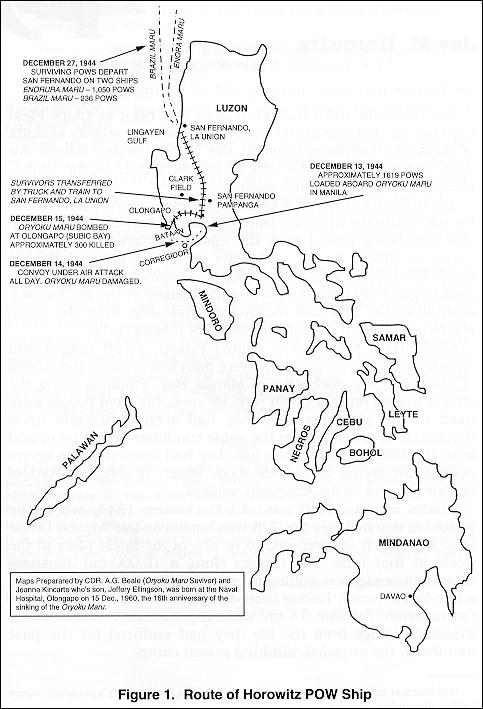 BRAZIL MARU
ENORA MARU
DECEMBER 27, 1944
SURVIVING POWS DEPART
SAN FERNANDO ON TWO SHIPS
ENORURA MARU – 1,050 POWS
BRAZIL MARU – 236 POWS
LUZON
LINGAYEN
GULF
SAN FERNANDO,
LA UNION
DECEMBER 13, 1944
APPROXIMATELY 1619 POWS
LOADED ABOARD ORYOKU MARU
IN MANILA
SURVIVORS TRANSFERRED
BY TRUCK AND TRAIN TO
SAN FERNANDO, LA UNION
CLARK
FIELD
SAN FERNANDO
PAMPANGA
OLONGAPO
DECEMBER 15, 1944
ORYOKU MARU BOMBED
AT OLONGAPO (SUBIC BAY)
APPROXIMATELY 300 KILLED
BATAAN
CORREGIDOR
DECEMBER 14, 1944
CONVOY UNDER AIR ATTACK
ALL DAY. ORYOKU MARU DAMAGED.
MINDORO
SAMAR
PANAY
LEYTE
CEBU
NEGROS
BOHOL
PALAWAN
MINDANAO
DAVAO
Maps Preparared by CDR. A.G. Beale (Oryoku Maru Suvivor) and
Jeanne Kincarte who's son, Jeffery Ellingson, was born at the Naval
Hospital, Olongapo on 15 Dec., 1960, the 16th anniversary of the
sinking of the Oryoku Maru.
Figure 1. Route of Horowitz POW Ship